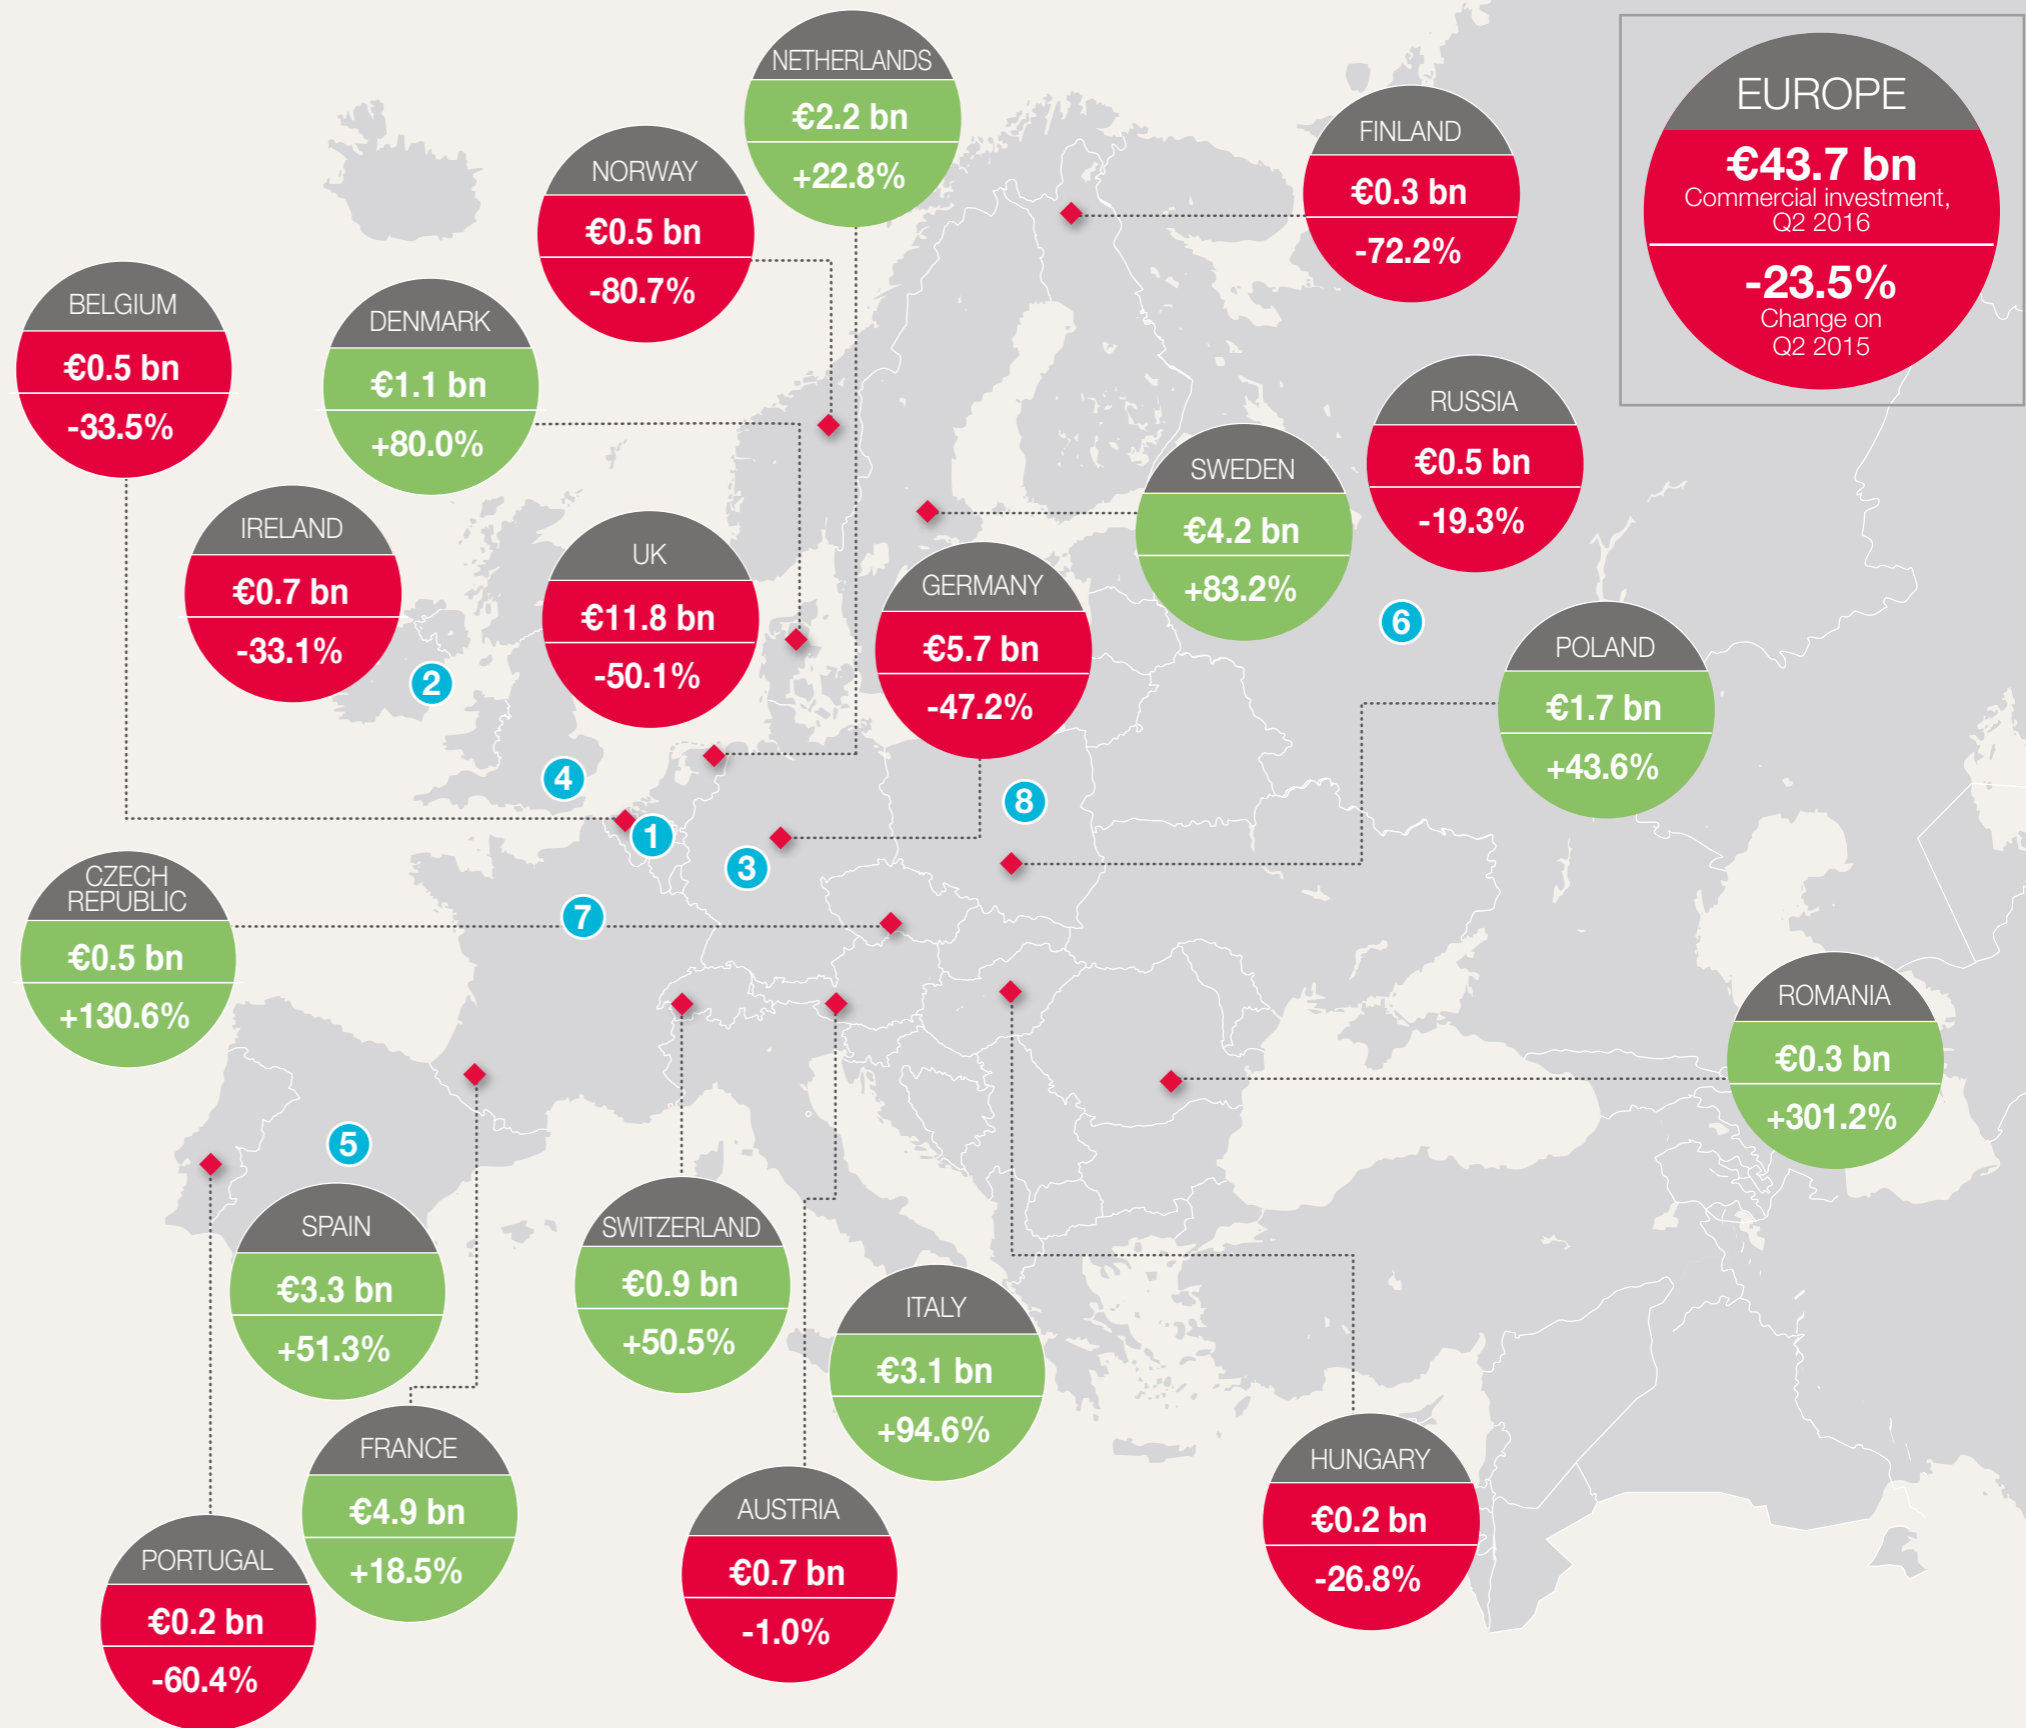 NETHERLANDS
€2.2 bn
+22.8%
EUROPE
€43.7 bn
Commercial investment,
Q2 2016
-23.5%
Change on
Q2 2015
FINLAND
€0.3 bn
-72.2%
NORWAY
€0.5 bn
-80.7%
BELGIUM
€0.5 bn
-33.5%
DENMARK
€1.1 bn
+80.0%
RUSSIA
€0.5 bn
-19.3%
SWEDEN
€4.2 bn
+83.2%
IRELAND
€0.7 bn
-33.1%
UK
€11.8 bn
-50.1%
GERMANY
€5.7 bn
-47.2%
6
2
POLAND
€1.7 bn
+43.6%
4
8
1
3
7
CZECH
REPUBLIC
€0.5 bn
+130.6%
ROMANIA
€0.3 bn
+301.2%
5
SPAIN
€3.3 bn
+51.3%
SWITZERLAND
€0.9 bn
+50.5%
ITALY
€3.1 bn
+94.6%
FRANCE
€4.9 bn
+18.5%
HUNGARY
€0.2 bn
-26.8%
AUSTRIA
€0.7 bn
-1.0%
PORTUGAL
€0.2 bn
-60.4%